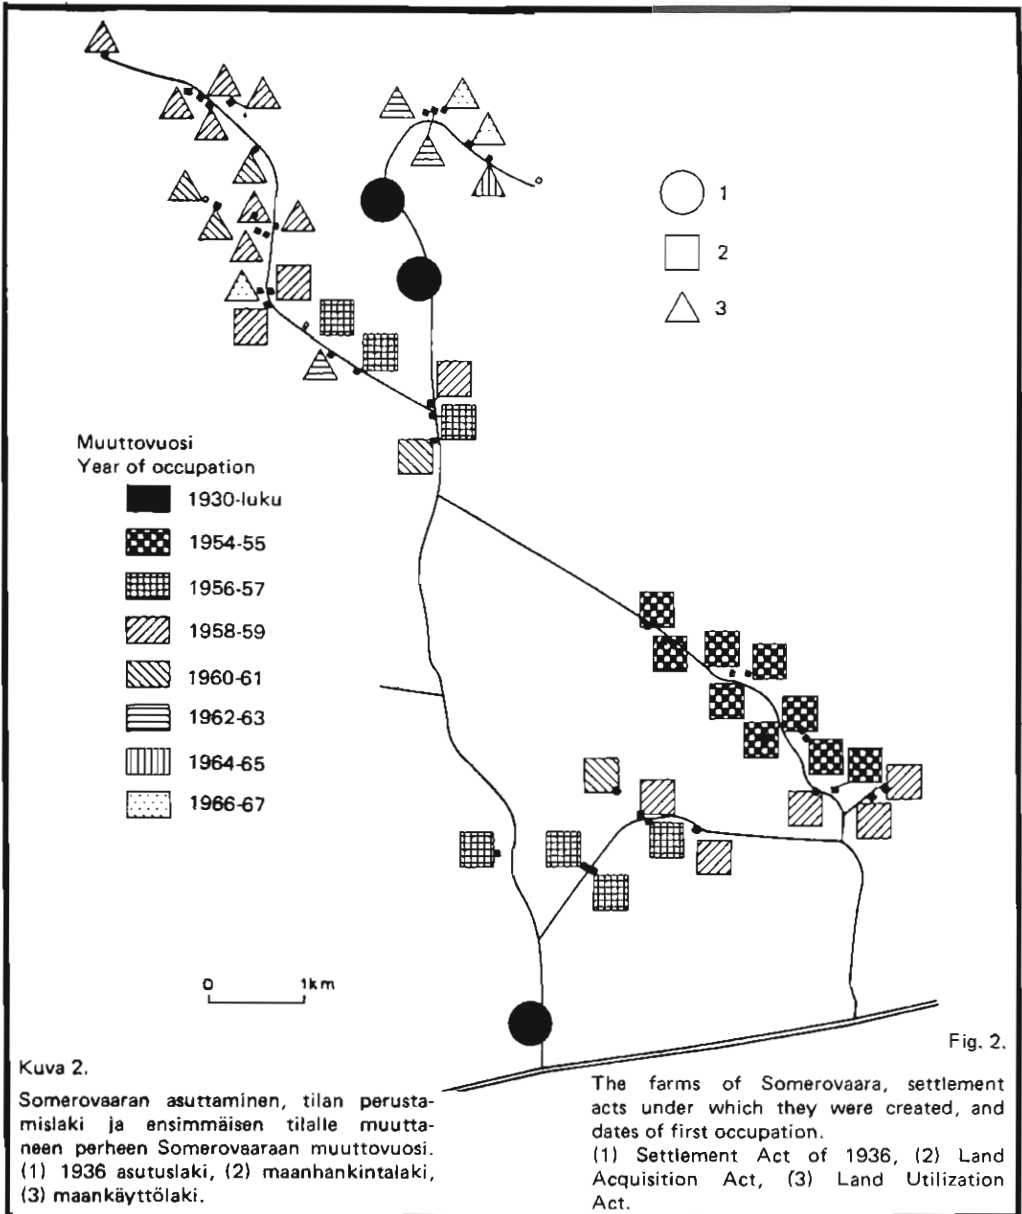 1
2
3
Muuttovuosi
Year of occupation
1930-luku
1954-55
1956-57
1958-59
1960-61
1962-63
1964-65
1966-67
0 1km
Kuva 2.
Somerovaaran asuttaminen, tilan perusta-
mislaki ja ensimmäisen tilalle muutta-
neen perheen Somerovaaraan muuttovuosi.
(1) 1936 asutuslaki, (2) maanhankintalaki,
(3) maankäyttölaki.
Fig. 2.
The farms of Somerovaara, settlement
acts under which they were created, and
dates of first occupation.
(1) Settlement Act of 1936, (2) Land
Acquisition Act, (3) Land Utilization
Act.